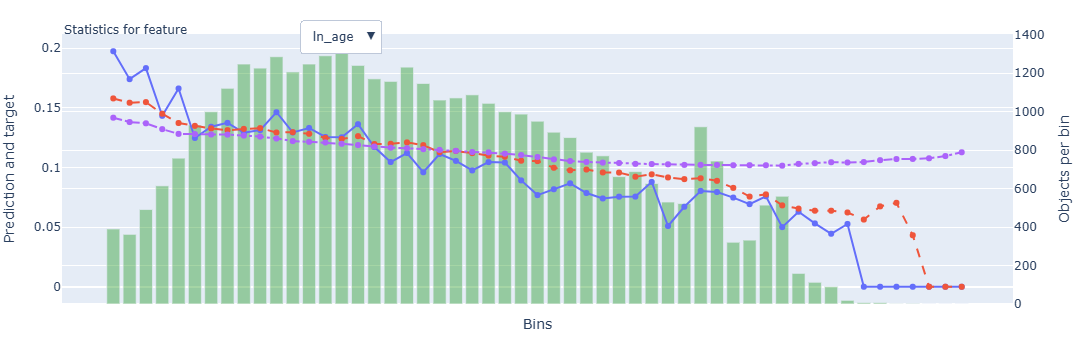 Statistics for feature
ln_age ▼
Prediction and target
0.2
0.15
0.1
0.05
0
1400
1200
1000
800
600
400
200
0
Objects per bin
Bins